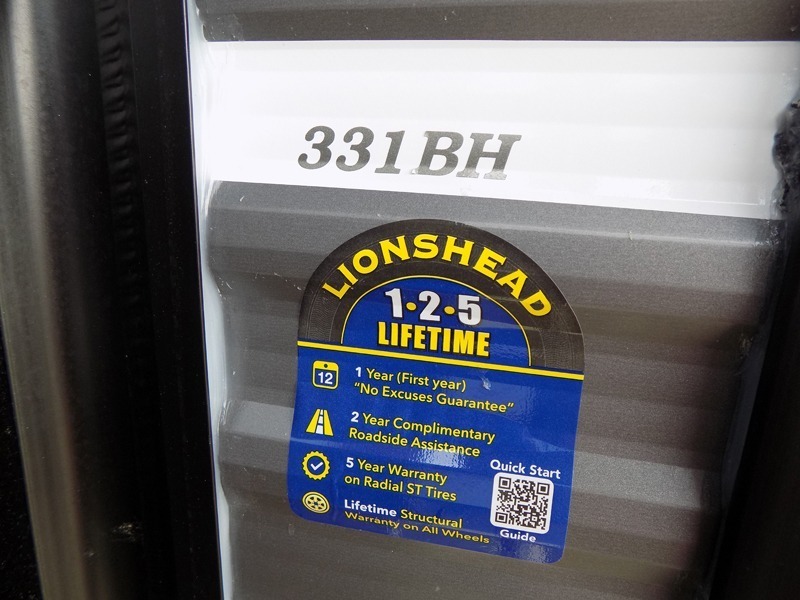 331BH
LIONSHEAD
1·2·5
LIFETIME
12
1 Year (First year)
"No Excuses Guarantee"
2 Year Complimentary
Roadside Assistance
5 Year Warranty
on Radial ST Tires
Lifetime Structural
Warranty on All Wheels
Quick Start
Guide